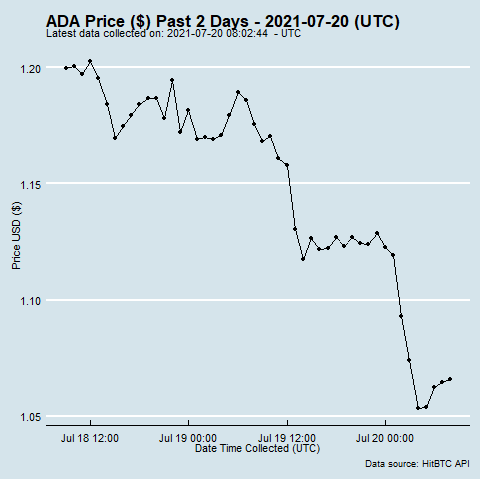 ADA Price ($) Past 2 Days - 2021-07-20 (UTC)
Latest data collected on: 2021-07-20 08:02:44 - UTC
1.20
1.15
1.10
1.05
Price USD ($)
Jul 18 12:00 Jul 19 00:00 Jul 19 12:00 Jul 20 00:00
Date Time Collected (UTC)
Data source: HitBTC API